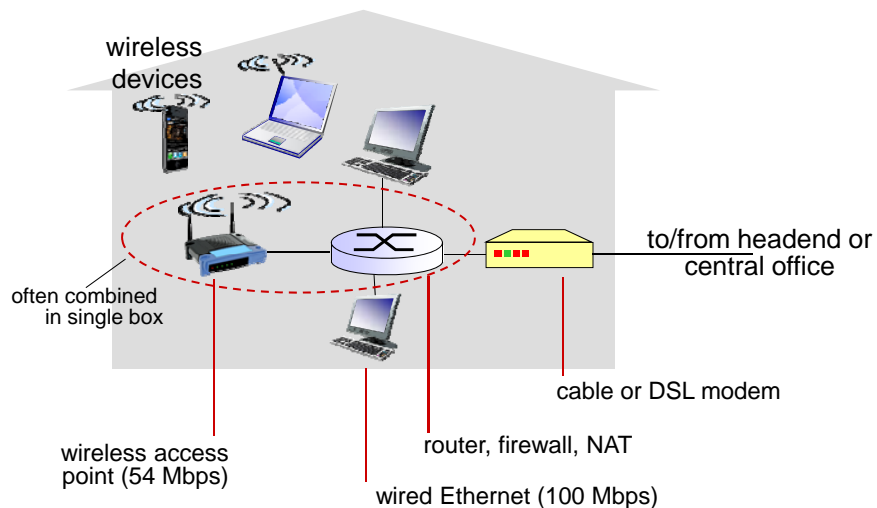 wireless
devices
to/from headend or
central office
often combined
in single box
cable or DSL modem
router, firewall, NAT
wireless access
point (54 Mbps)
wired Ethernet (100 Mbps)